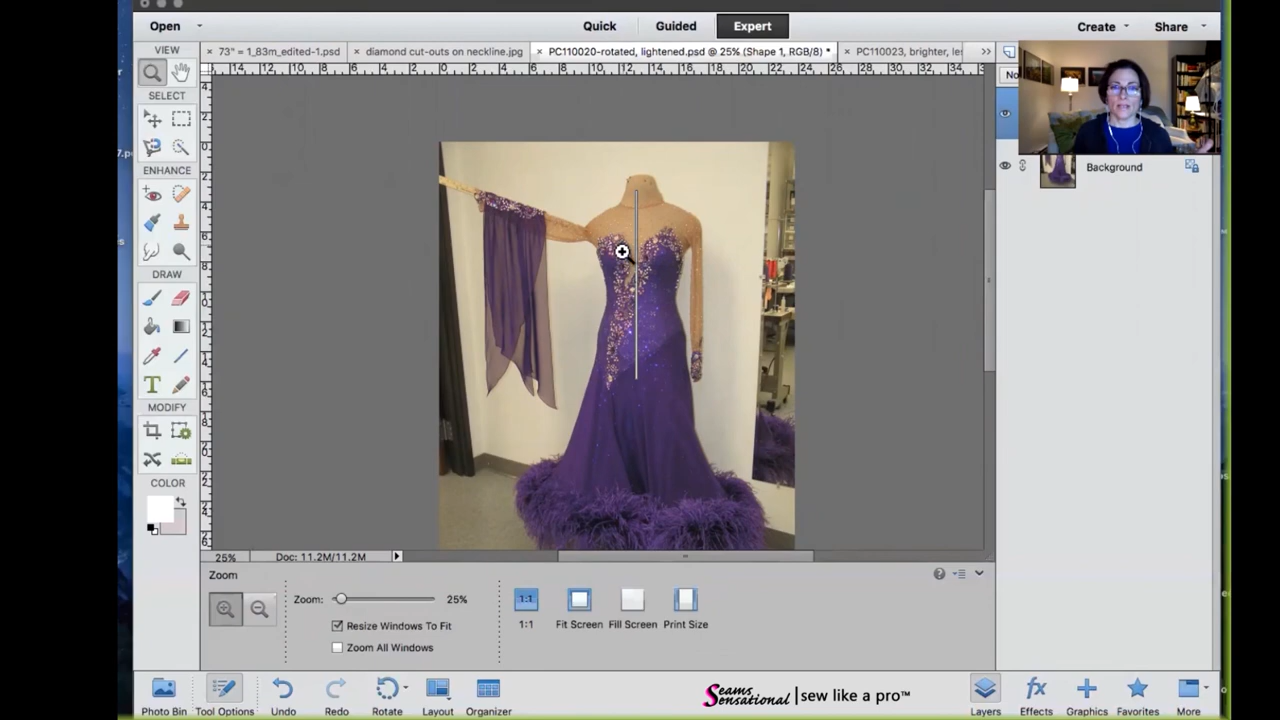 Open
Quick
Guided
Expert
Create
Share
VIEW
× 73" = 1_83m_edited-1.psd
× diamond cut-outs on neckline.jpg
× PC110020-rotated, lightened.psd @ 25% (Shape 1, RGB/8) *
× PC110023, brighter, les
>>
No
SELECT
ENHANCE
Background
DRAW
T
MODIFY
COLOR
25%
Doc: 11.2M/11.2M
Zoom
Zoom:
25%
1:1
1:1
Fit Screen
Fill Screen
Print Size
Resize Windows To Fit
Zoom All Windows
Photo Bin
Tool Options
Undo
Redo
Rotate
Layout
Organizer
Seams Sensational | sew like a pro™
Layers
fx
Effects
Graphics
Favorites
More